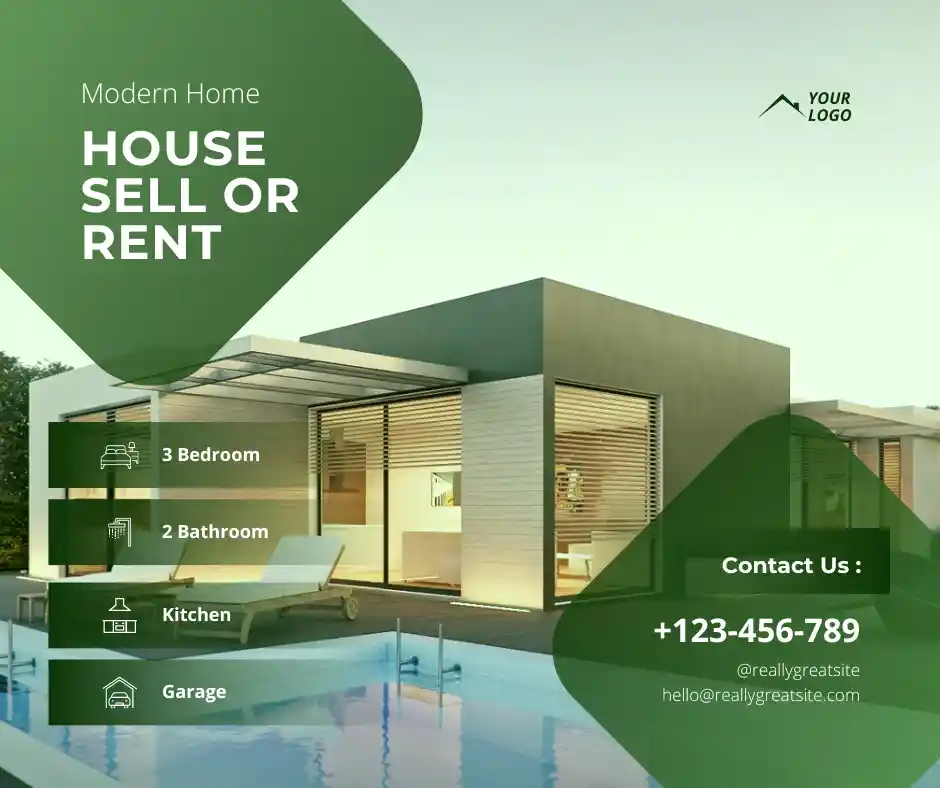 Modern Home
HOUSE
SELL OR
RENT
YOUR
LOGO
3 Bedroom
2 Bathroom
Kitchen
Garage
Contact Us :
+123-456-789
@reallygreatsite
hello@reallygreatsite.com